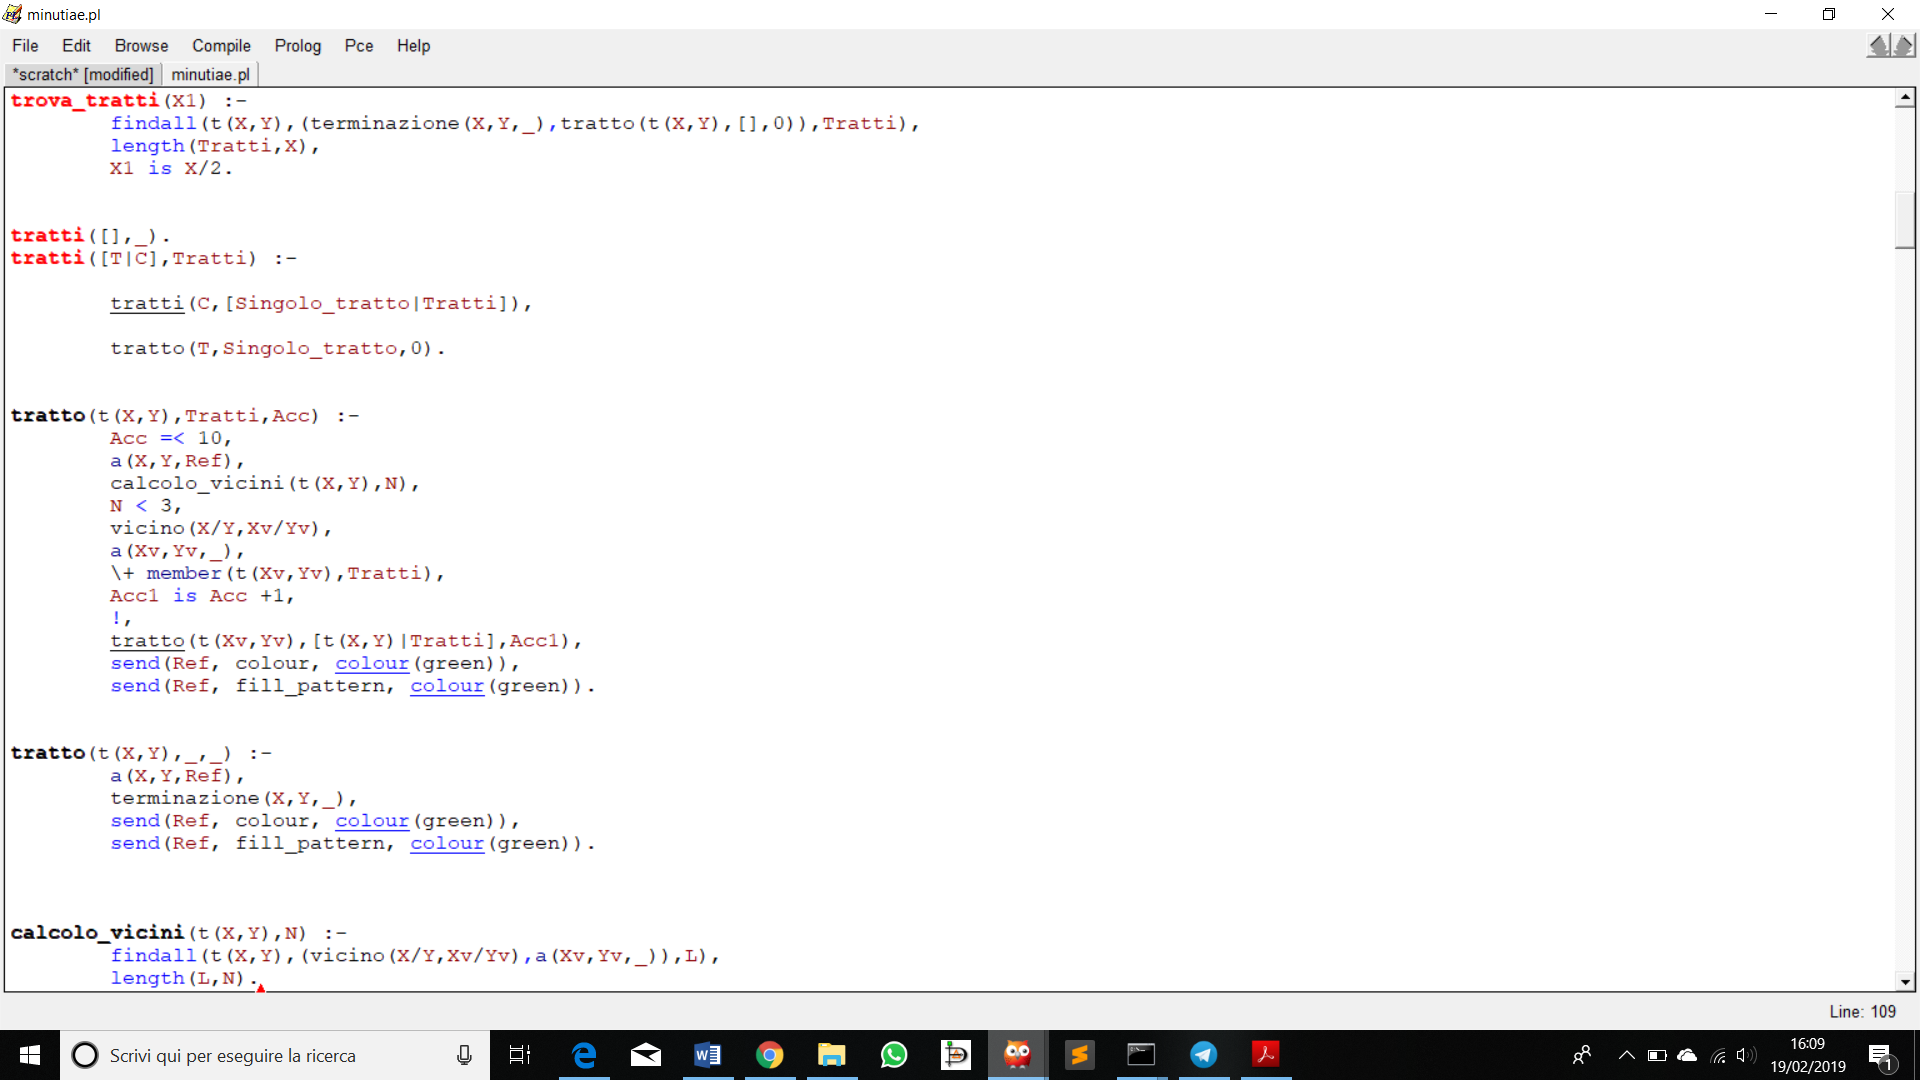 minutiae.pl
File Edit Browse Compile Prolog Pce Help
*scratch* [modified] minutiae.pl
trova_tratti(X1) :-
        findall(t(X,Y),(terminazione(X,Y,_),tratto(t(X,Y),[],0)),Tratti),
        length(Tratti,X),
        X1 is X/2.
tratti([],_).
tratti([T|C],Tratti) :-
        tratti(C,[Singolo_tratto|Tratti]),
        tratto(T,Singolo_tratto,0).
tratto(t(X,Y),Tratti,Acc) :-
        Acc =< 10,
        a(X,Y,Ref),
        calcolo_vicini(t(X,Y),N),
        N < 3,
        vicino(X/Y,Xv/Yv),
        a(Xv,Yv,_),
        \+ member(t(Xv,Yv),Tratti),
        Acc1 is Acc +1,
        !,
        tratto(t(Xv,Yv),[t(X,Y)|Tratti],Acc1),
        send(Ref, colour, colour(green)),
        send(Ref, fill_pattern, colour(green)).
tratto(t(X,Y),_,_) :-
        a(X,Y,Ref),
        terminazione(X,Y,_),
        send(Ref, colour, colour(green)),
        send(Ref, fill_pattern, colour(green)).
calcolo_vicini(t(X,Y),N) :-
        findall(t(X,Y),(vicino(X/Y,Xv/Yv),a(Xv,Yv,_)),L),
        length(L,N).
Line: 109
Scrivi qui per eseguire la ricerca
16:09
19/02/2019
1